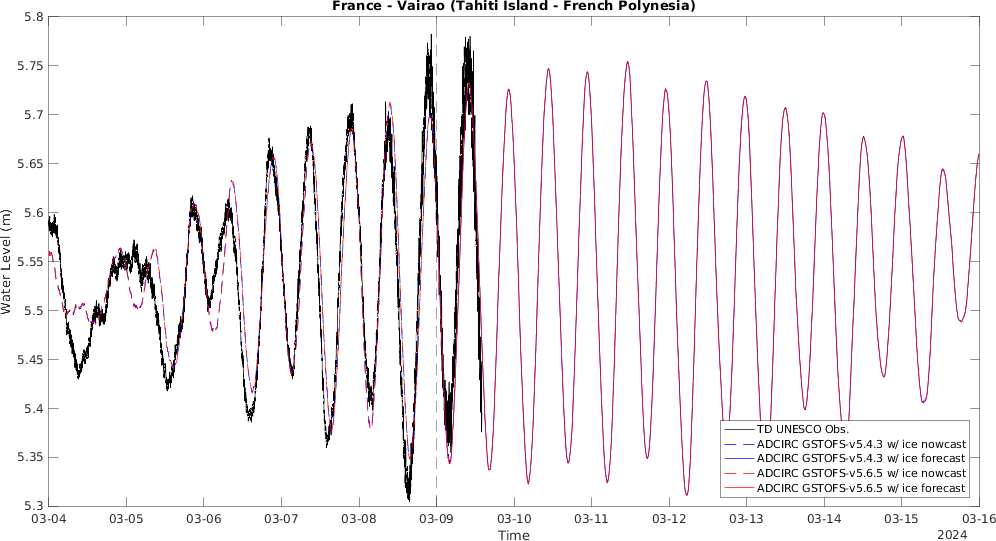 France - Vairao (Tahiti Island - French Polynesia)
5.8
5.75
5.7
5.65
5.6
5.55
5.5
5.45
5.4
5.35
5.3
Water Level (m)
TD UNESCO Obs.
ADCIRC GSTOFS-v5.4.3 w/ ice nowcast
ADCIRC GSTOFS-v5.4.3 w/ ice forecast
ADCIRC GSTOFS-v5.6.5 w/ ice nowcast
ADCIRC GSTOFS-v5.6.5 w/ ice forecast
03-04 03-05 03-06 03-07 03-08 03-09 03-10 03-11 03-12 03-13 03-14 03-15 03-16
Time
2024